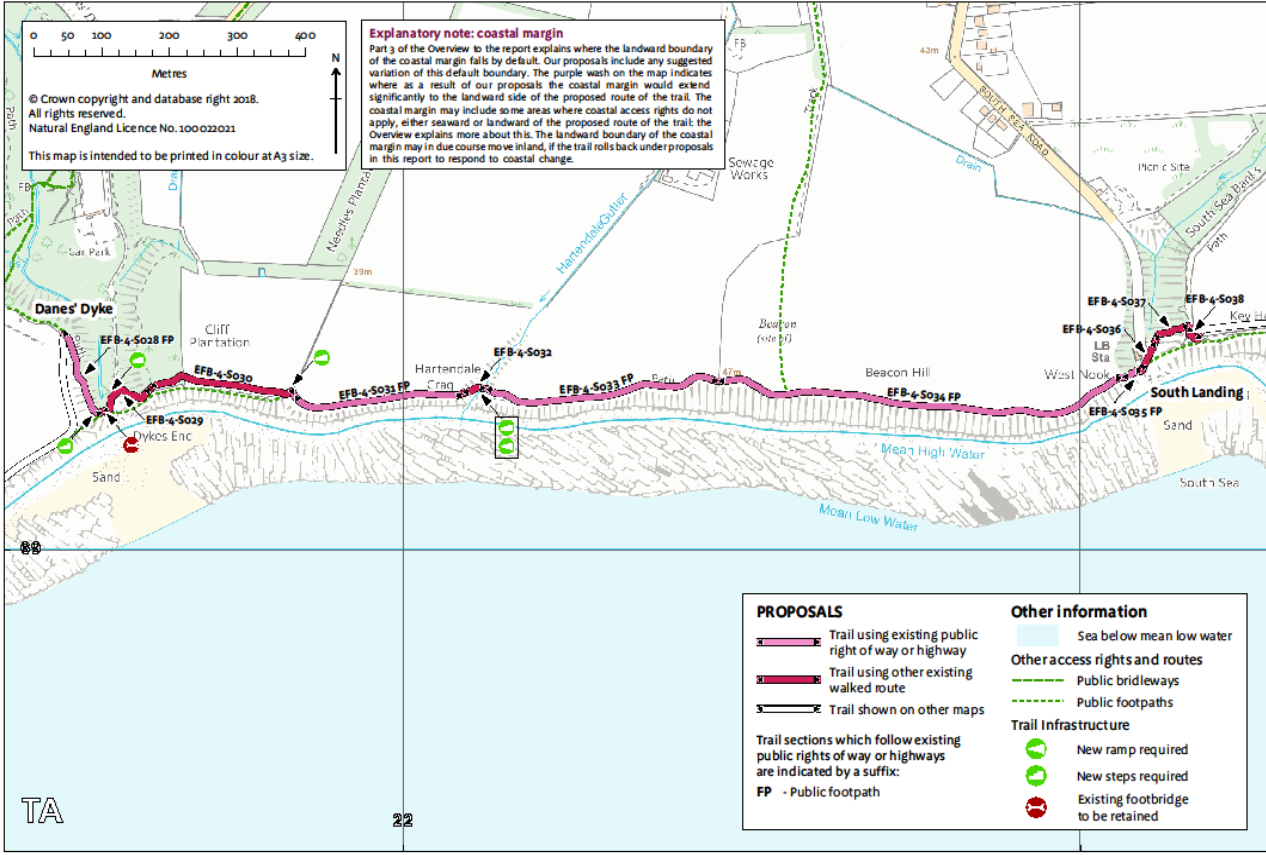 0 50 100 200 300 400
Metres
N
© Crown copyright and database right 2018.
All rights reserved.
Natural England Licence No. 100022021
This map is intended to be printed in colour at A3 size.
Explanatory note: coastal margin
Part 3 of the Overview to the report explains where the landward boundary
of the coastal margin falls by default. Our proposals include any suggested
variation of this default boundary. The purple wash on the map indicates
where as a result of our proposals the coastal margin would extend
significantly to the landward side of the proposed route of the trail. The
coastal margin may include some areas where coastal access rights do not
apply, either seaward or landward of the proposed route of the trail: the
Overview explains more about this. The landward boundary of the coastal
margin may in due course move inland, if the trail rolls back under proposals
in this report to respond to coastal change.
Path
FB
43m
Track
SOUTH SEA ROAD
Drain
Picnic Site
Sewage
Works
FB
Path
Drain
Needles Planta
Hartendale Gutter
South Sea Banks
Path
Car Park
39m
Danes' Dyke
EFB-4-S028 FP
Cliff
Plantation
EFB-4-S030
Hartendale
Crag
EFB-4-S032
EFB-4-S031 FP
EFB-4-S033 FP
Path
47m
Beacon
(site of)
Beacon Hill
EFB-4-S034 FP
EFB-4-S037
EFB-4-S038
EFB-4-S036
Key H
LB
Sta
West Nook
EFB-4-S035 FP
South Landing
EFB-4-S029
Dykes End
Sand
Sand
South Sea
Mean High Water
Mean Low Water
69
TA
22
PROPOSALS
Trail using existing public
right of way or highway
Trail using other existing
walked route
Trail shown on other maps
Trail sections which follow existing
public rights of way or highways
are indicated by a suffix:
FP - Public footpath
Other information
Sea below mean low water
Other access rights and routes
Public bridleways
Public footpaths
Trail Infrastructure
New ramp required
New steps required
Existing footbridge
to be retained